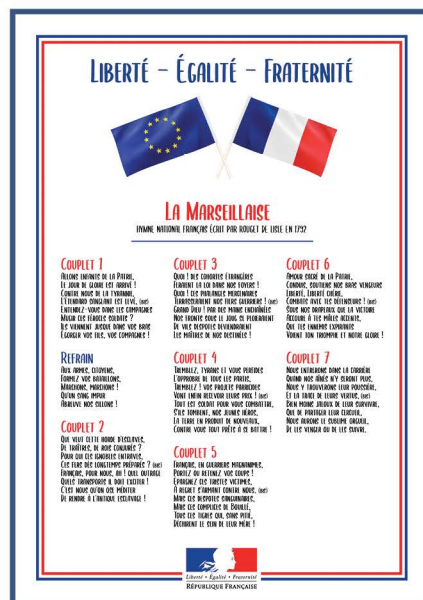 Liberté – Égalité – Fraternité
La Marseillaise
Hymne national français écrit par Rouget de Lisle en 1792
Couplet 1
Allons enfants de la Patrie,
Le jour de gloire est arrivé !
Contre nous de la tyrannie,
L'étendard sanglant est levé, (bis)
Entendez-vous dans les campagnes
Mugir ces féroces soldats ?
Ils viennent jusque dans vos bras
Égorger vos fils, vos compagnes !
Refrain
Aux armes, citoyens,
Formez vos bataillons,
Marchons, marchons !
Qu'un sang impur
Abreuve nos sillons !
Couplet 2
Que veut cette horde d'esclaves,
De traîtres, de rois conjurés ?
Pour qui ces ignobles entraves,
Ces fers dès longtemps préparés ? (bis)
Français, pour nous, ah ! quel outrage
Quels transports il doit exciter !
C'est nous qu'on ose méditer
De rendre à l'antique esclavage !
Couplet 3
Quoi ! des cohortes étrangères
Feraient la loi dans nos foyers !
Quoi ! ces phalanges mercenaires
Terrasseraient nos fiers guerriers ! (bis)
Grand Dieu ! par des mains enchaînées
Nos fronts sous le joug se ploieraient
De vils despotes deviendraient
Les maîtres de nos destinées !
Couplet 4
Tremblez, tyrans et vous perfides
L'opprobre de tous les partis,
Tremblez ! vos projets parricides
Vont enfin recevoir leurs prix ! (bis)
Tout est soldat pour vous combattre,
S'ils tombent, nos jeunes héros,
La terre en produit de nouveaux,
Contre vous tout prêts à se battre !
Couplet 5
Français, en guerriers magnanimes,
Portez ou retenez vos coups !
Épargnez ces tristes victimes,
À regret s'armant contre nous. (bis)
Mais ces despotes sanguinaires,
Mais ces complices de Bouillé,
Tous ces tigres qui, sans pitié,
Déchirent le sein de leur mère !
Couplet 6
Amour sacré de la Patrie,
Conduis, soutiens nos bras vengeurs
Liberté, Liberté chérie,
Combats avec tes défenseurs ! (bis)
Sous nos drapeaux que la victoire
Accoure à tes mâles accents,
Que tes ennemis expirants
Voient ton triomphe et notre gloire !
Couplet 7
Nous entrerons dans la carrière
Quand nos aînés n'y seront plus,
Nous y trouverons leur poussière,
Et la trace de leurs vertus, (bis)
Bien moins jaloux de leur survivre,
Que de partager leur cercueil,
Nous aurons le sublime orgueil,
De les venger ou de les suivre.
Liberté • Égalité • Fraternité
République Française